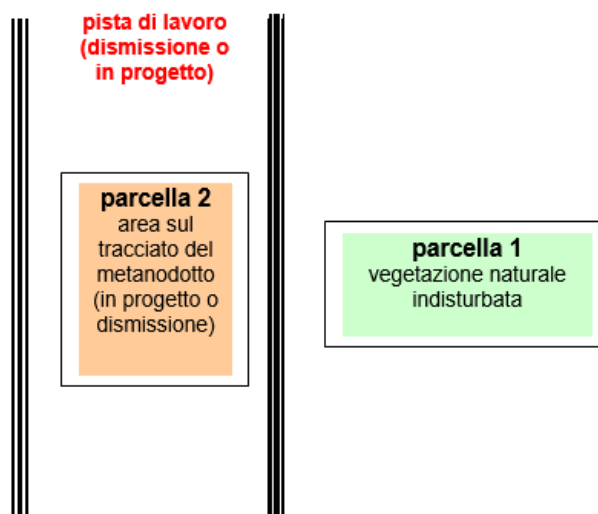 pista di lavoro
(dismissione o
in progetto)
parcella 2
area sul
tracciato del
metanodotto
(in progetto o
dismissione)
parcella 1
vegetazione naturale
indisturbata